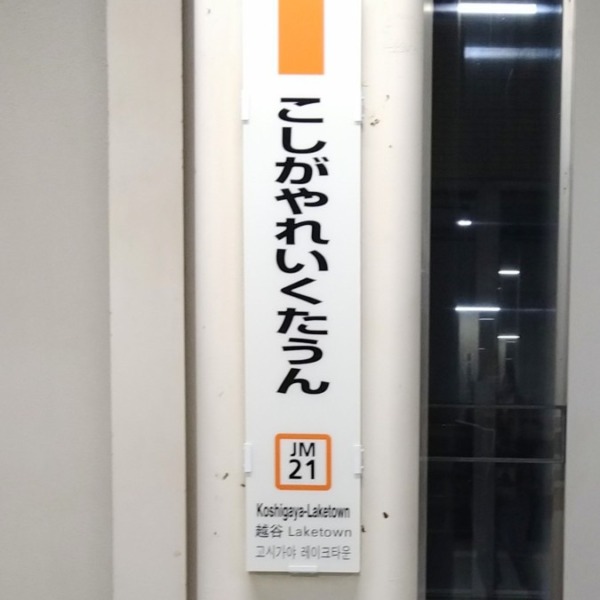 こしがやれいくたうん
JM
21
Koshigaya-Laketown
越谷 Laketown
고시가야 레이크타운